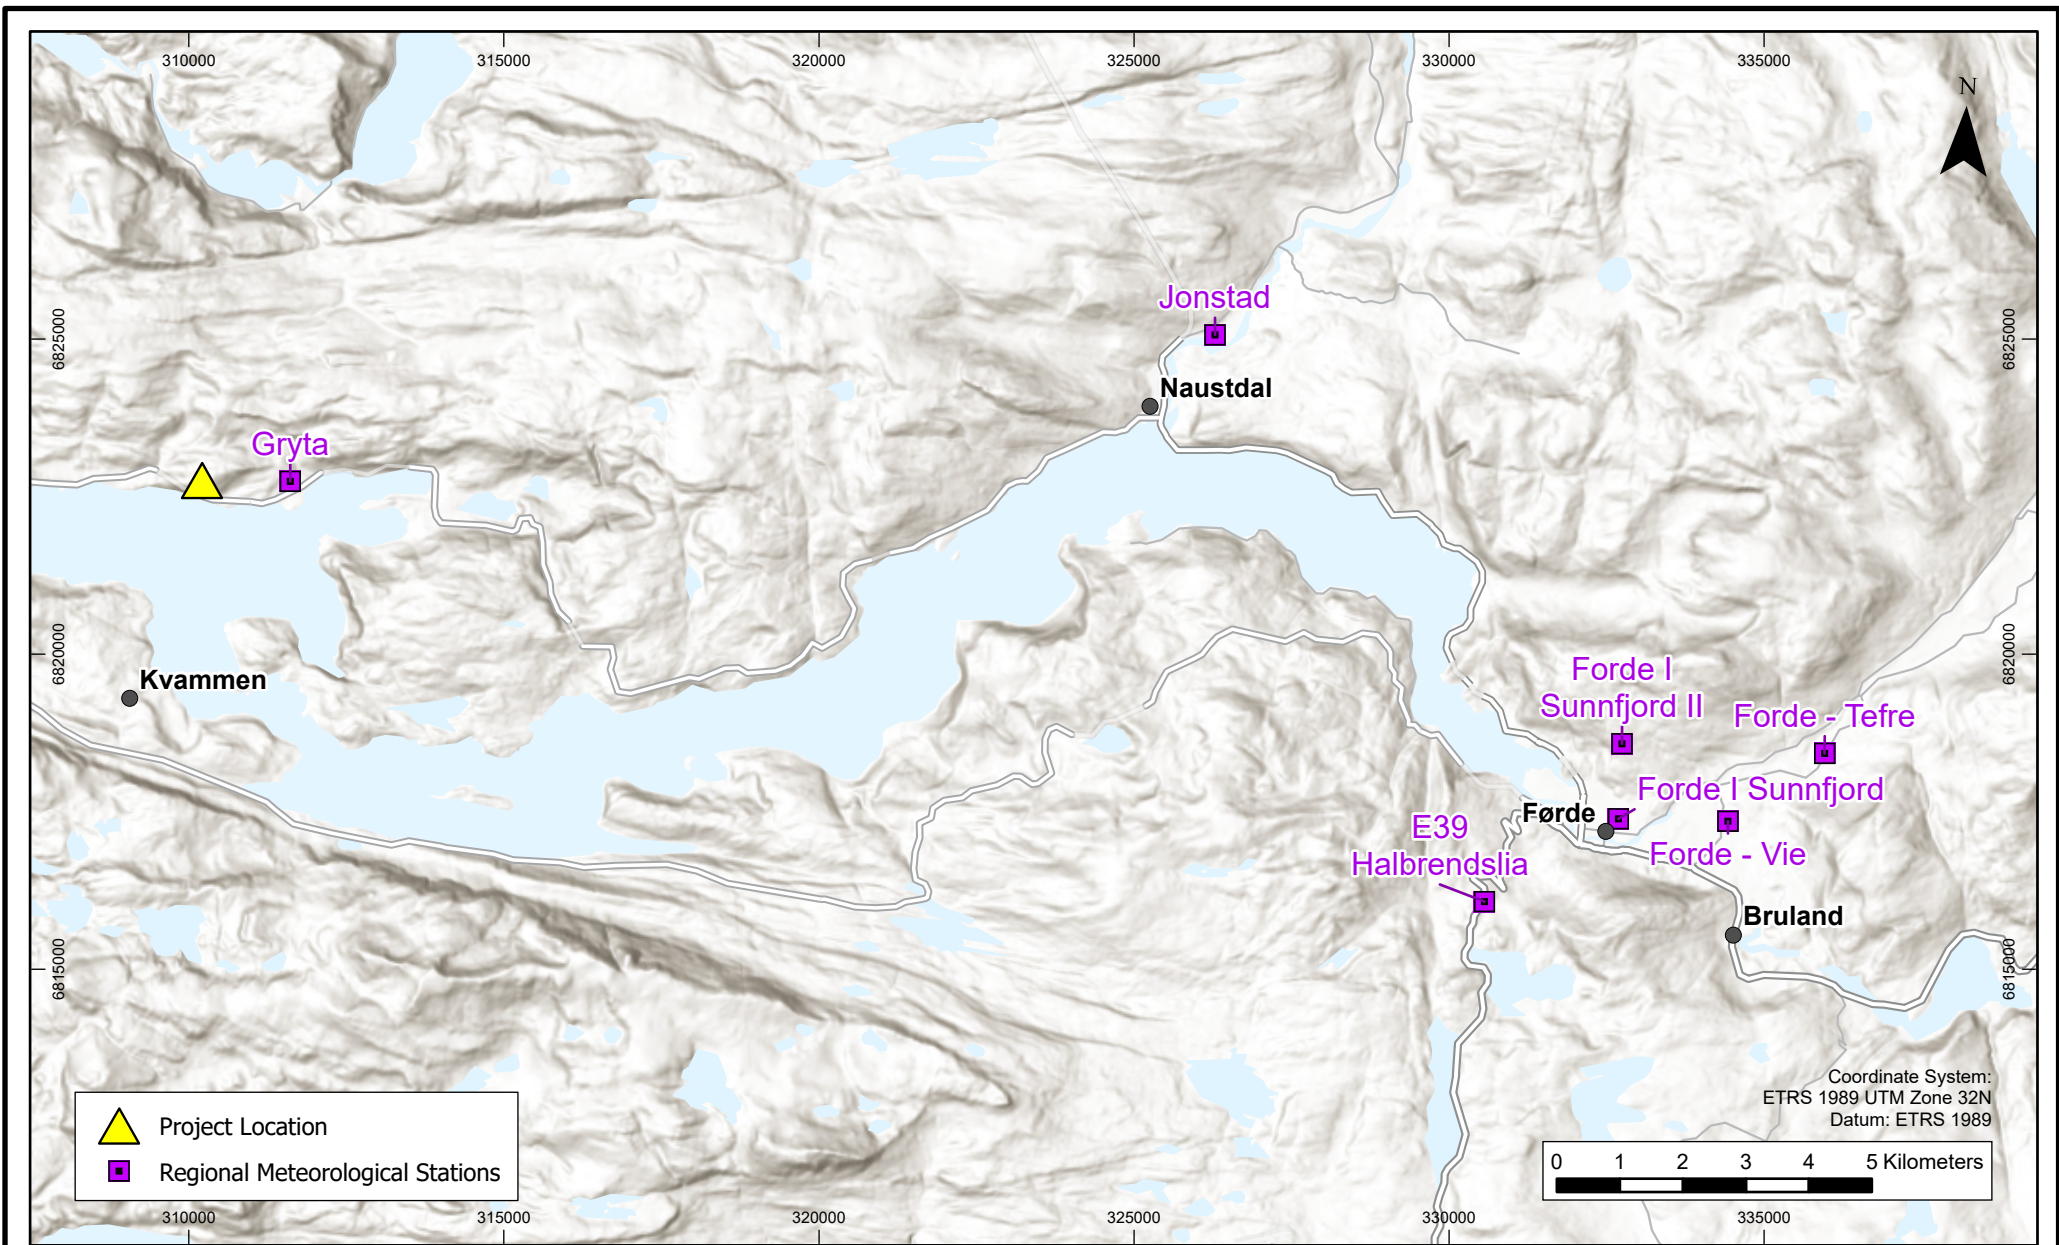 310000
315000
320000
325000
330000
335000
N
Jonstad
6825000
6825000
Naustdal
Gryta
6820000
6820000
Kvammen
Forde I
Sunnfjord II
Forde - Tefre
Forde I Sunnfjord
Førde
E39
Halbrendslia
Forde - Vie
Bruland
6815000
6815000
Coordinate System:
ETRS 1989 UTM Zone 32N
Datum: ETRS 1989
Project Location
Regional Meteorological Stations
0 1 2 3 4 5 Kilometers
310000
315000
320000
325000
330000
335000